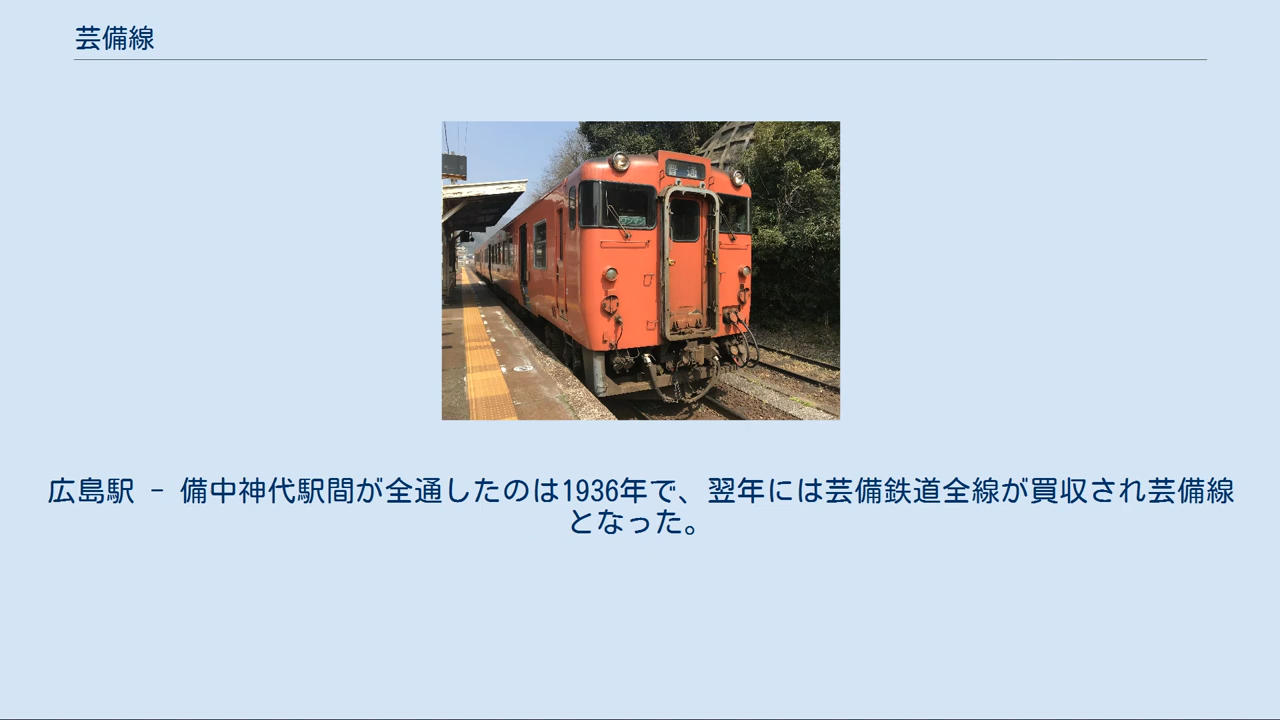 芸備線
普通
広島駅 - 備中神代駅間が全通したのは1936年で、翌年には芸備鉄道全線が買収され芸備線
となった。